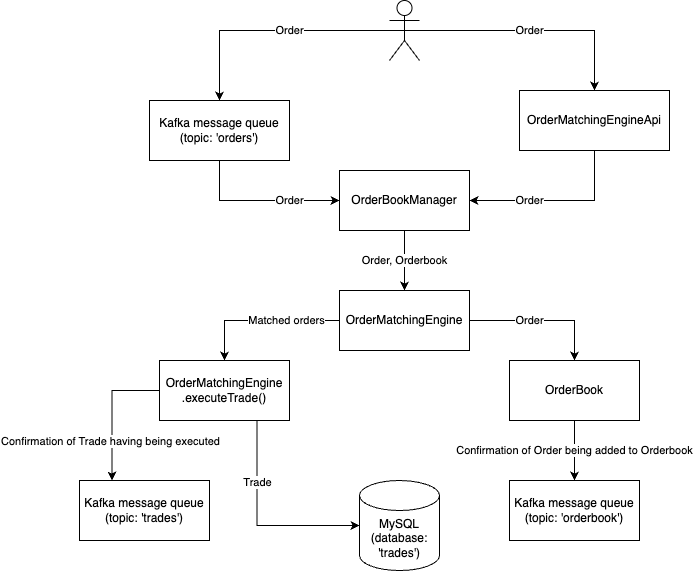 Order
Order
Kafka message queue
(topic: 'orders')
OrderMatchingEngineApi
Order
OrderBookManager
Order
Order, Orderbook
Matched orders
OrderMatchingEngine
Order
OrderMatchingEngine
.executeTrade()
OrderBook
Confirmation of Trade having being executed
Confirmation of Order being added to Orderbook
Trade
Kafka message queue
(topic: 'trades')
MySQL
(database:
'trades')
Kafka message queue
(topic: 'orderbook')